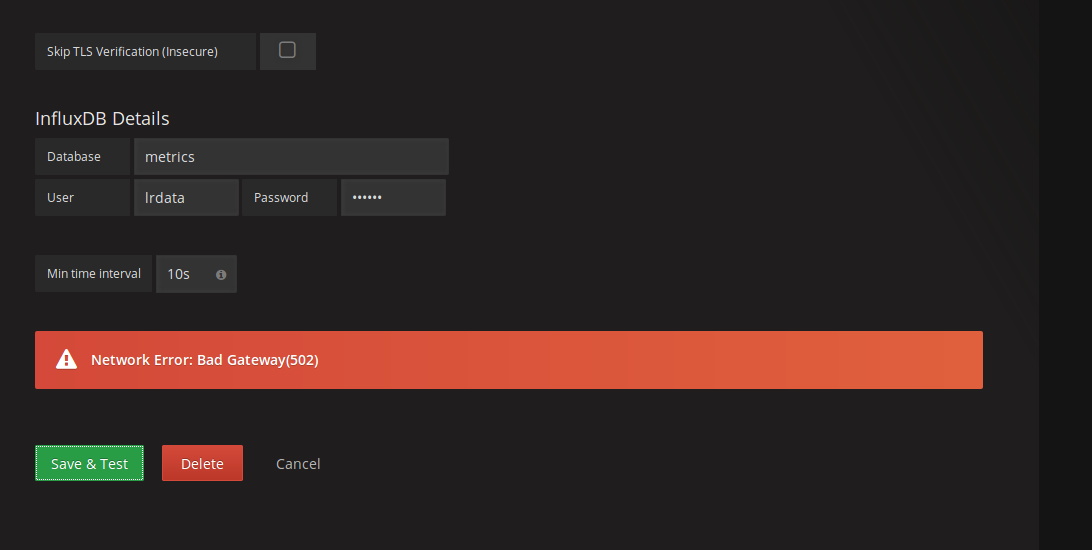 Skip TLS Verification (Insecure)
InfluxDB Details
Database metrics
User lrdata Password ••••••
Min time interval 10s
Network Error: Bad Gateway(502)
Save & Test Delete Cancel